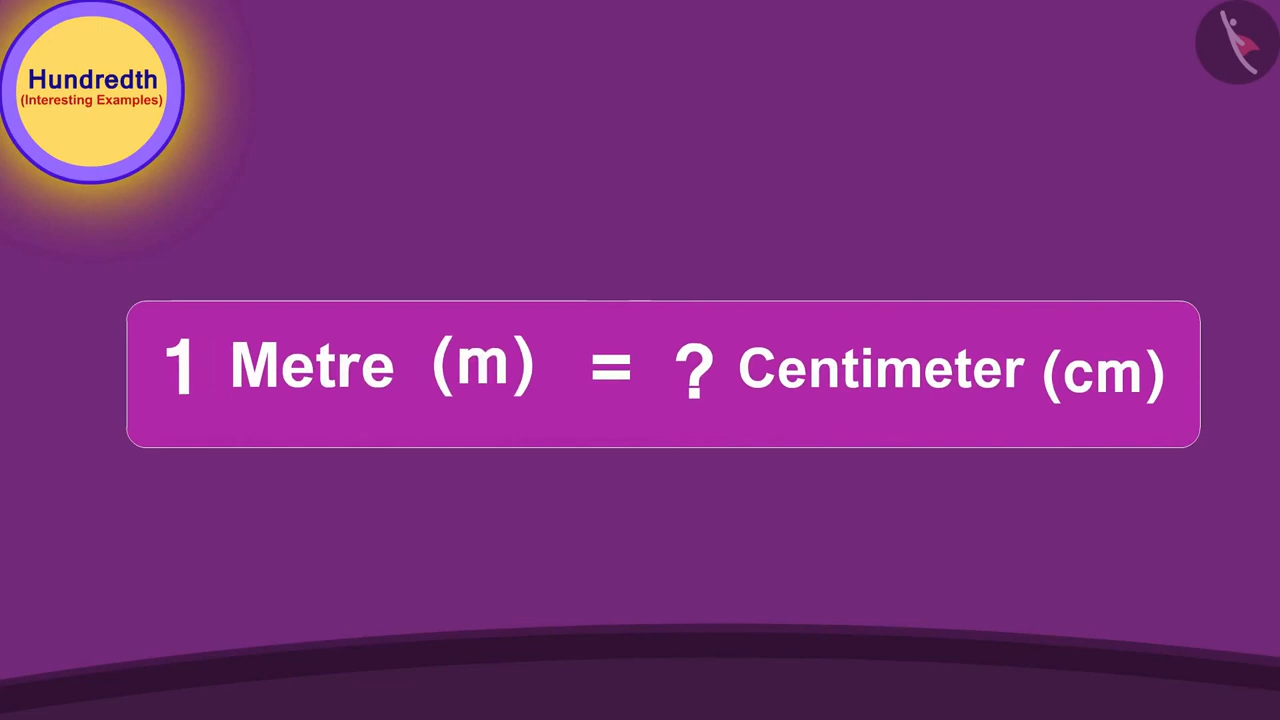 Hundredth
(Interesting Examples)
1 Metre (m) = ? Centimeter (cm)